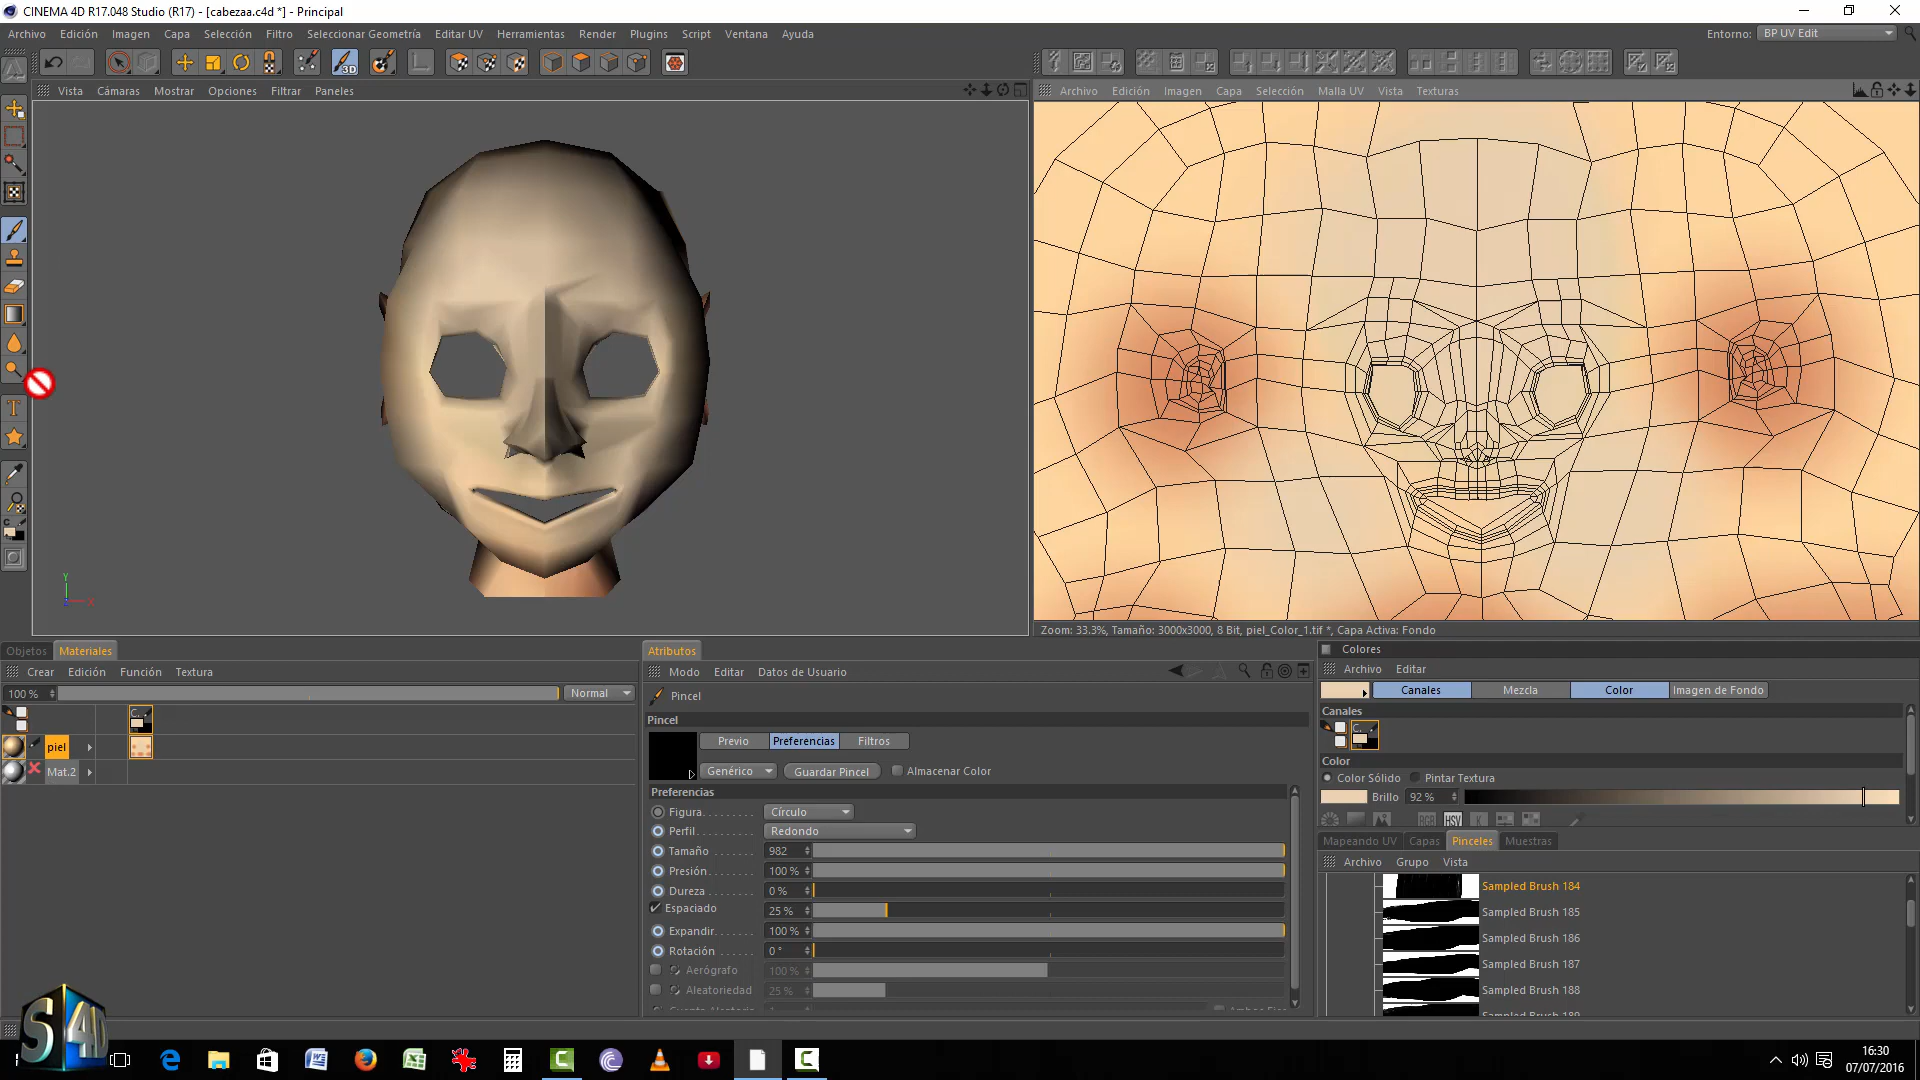 CINEMA 4D R17.048 Studio (R17) - [cabezaa.c4d *] - Principal
Archivo Edición Imagen Capa Selección Filtro Seleccionar Geometría Editar UV Herramientas Render Plugins Script Ventana Ayuda Entorno: BP UV Edit
3D
Vista Cámaras Mostrar Opciones Filtrar Paneles
Archivo Edición Imagen Capa Selección Malla UV Vista Texturas
Y
X
Zoom: 33.3%, Tamaño: 3000x3000, 8 Bit, piel_Color_1.tif *, Capa Activa: Fondo
Objetos Materiales
Crear Edición Función Textura
100 % Normal
C
piel
Mat.2
Atributos
Modo Editar Datos de Usuario
Pincel
Pincel
Previo Preferencias Filtros
Genérico Guardar Pincel Almacenar Color
Preferencias
Figura. . . . . . . . Círculo
Perfil. . . . . . . . Redondo
Tamaño . . . . . . . 982
Presión. . . . . . . 100 %
Dureza . . . . . . . 0 %
Espaciado 25 %
Expandir. . . . . . 100 %
Rotación . . . . . . 0 °
Aerógrafo 100 %
Aleatoriedad 25 %
Colores
Archivo Editar
Canales Mezcla Color Imagen de Fondo
Canales
C
Color
Color Sólido Pintar Textura
Brillo 92 %
RGB HSV K
Mapeando UV Capas Pinceles Muestras
Archivo Grupo Vista
Sampled Brush 184
Sampled Brush 185
Sampled Brush 186
Sampled Brush 187
Sampled Brush 188
Sampled Brush 189
S 4D
16:30
07/07/2016